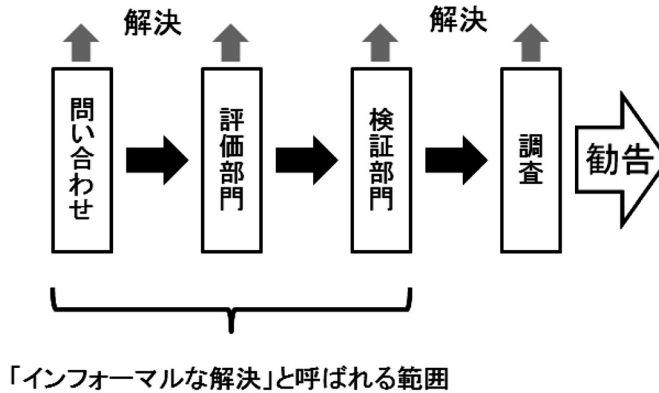 解決
解決
問い合わせ
評価部門
検証部門
調査
勧告
「インフォーマルな解決」と呼ばれる範囲